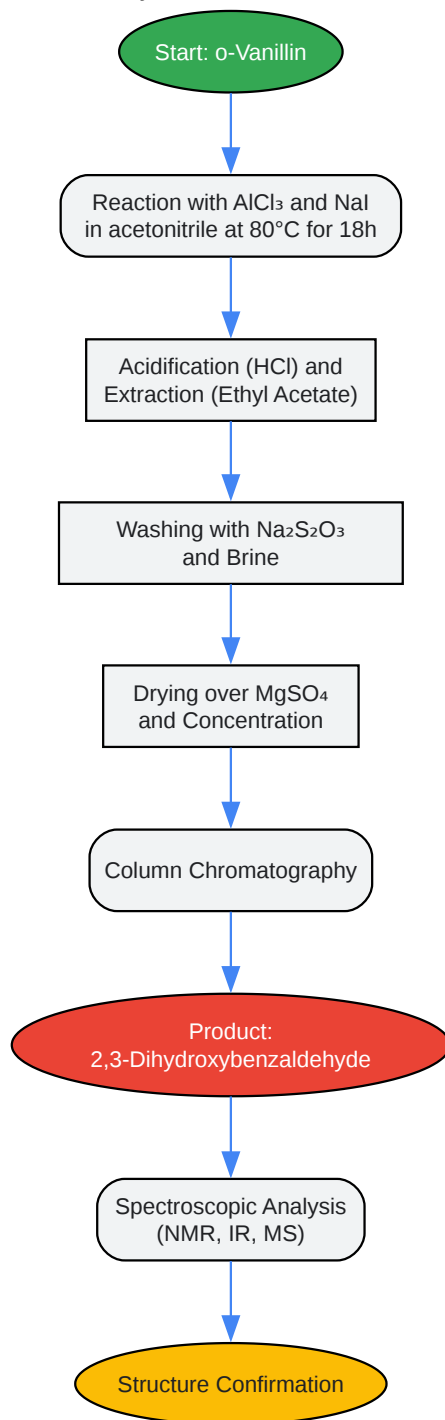 Start: o-Vanillin
Reaction with AlCl₃ and NaI
in acetonitrile at 80°C for 18h
Acidification (HCl) and
Extraction (Ethyl Acetate)
Washing with Na₂S₂O₃
and Brine
Drying over MgSO₄
and Concentration
Column Chromatography
Product:
2,3-Dihydroxybenzaldehyde
Spectroscopic Analysis
(NMR, IR, MS)
Structure Confirmation